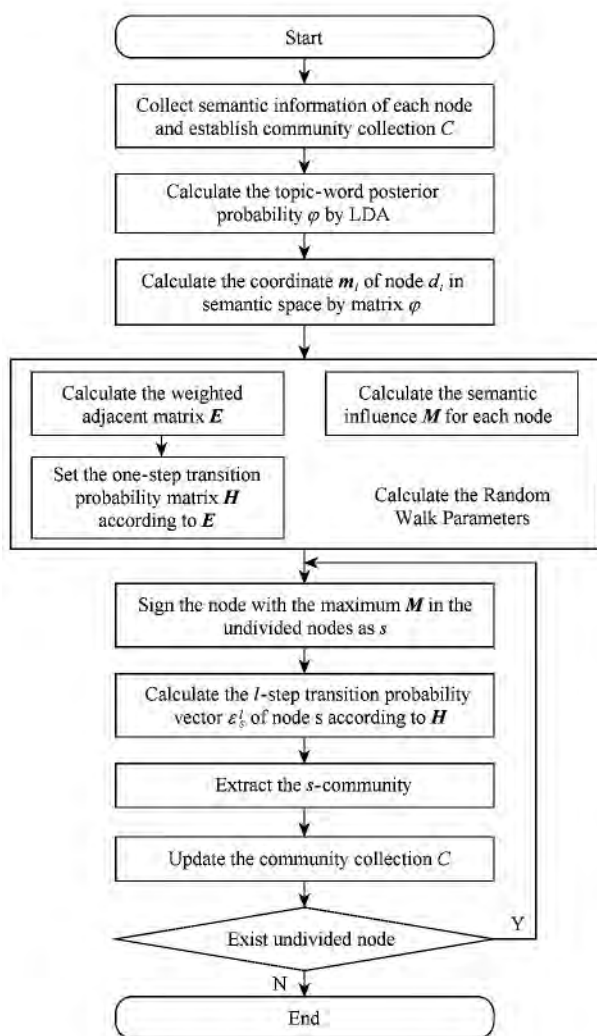 Start
Collect semantic information of each node
and establish community collection C
Calculate the topic-word posterior
probability φ by LDA
Calculate the coordinate mᵢ of node dᵢ in
semantic space by matrix φ
Calculate the weighted
adjacent matrix E
Calculate the semantic
influence M for each node
Set the one-step transition
probability matrix H
according to E
Calculate the Random
Walk Parameters
Sign the node with the maximum M in the
undivided nodes as s
Calculate the l-step transition probability
vector εₛˡ of node s according to H
Extract the s-community
Update the community collection C
Exist undivided node
Y
N
End